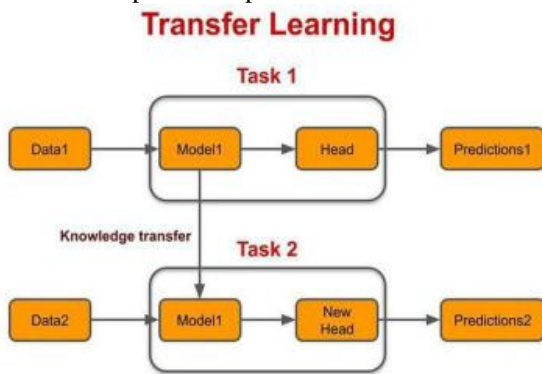 Transfer Learning
Task 1
Data1
Model1
Head
Predictions1
Knowledge transfer
Task 2
Data2
Model1
New
Head
Predictions2